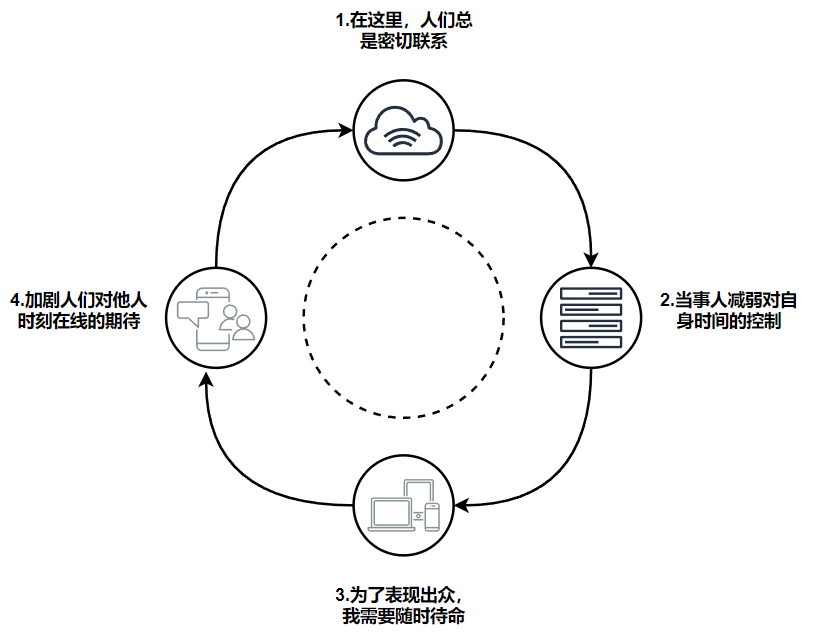 1.在这里，人们总
是密切联系
2.当事人减弱对自
身时间的控制
3.为了表现出众，
我需要随时待命
4.加剧人们对他人
时刻在线的期待